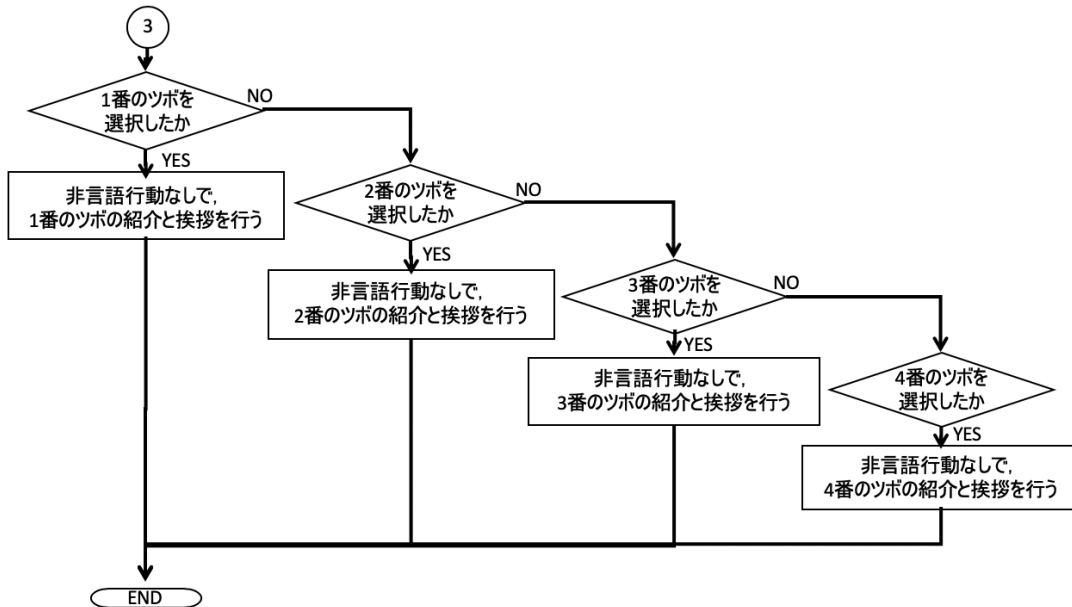 3
1番のツボを
選択したか
NO
YES
非言語行動なしで,
1番のツボの紹介と挨拶を行う
2番のツボを
選択したか
NO
YES
非言語行動なしで,
2番のツボの紹介と挨拶を行う
3番のツボを
選択したか
NO
YES
非言語行動なしで,
3番のツボの紹介と挨拶を行う
4番のツボを
選択したか
YES
非言語行動なしで,
4番のツボの紹介と挨拶を行う
END